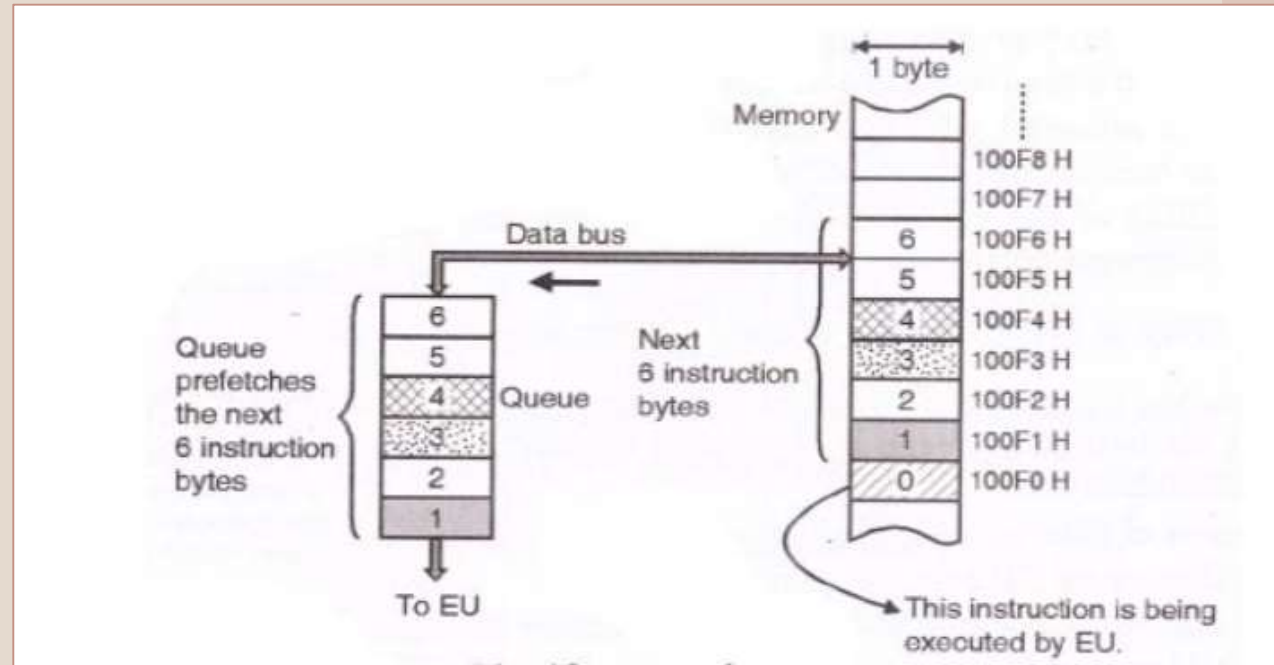 1 byte
Memory
100F8 H
100F7 H
Data bus
6 100F6 H
5 100F5 H
4 100F4 H
3 100F3 H
2 100F2 H
1 100F1 H
0 100F0 H
Next
6 instruction
bytes
Queue
prefetches
the next
6 instruction
bytes
6
5
4
3
2
1
Queue
To EU
This instruction is being
executed by EU.